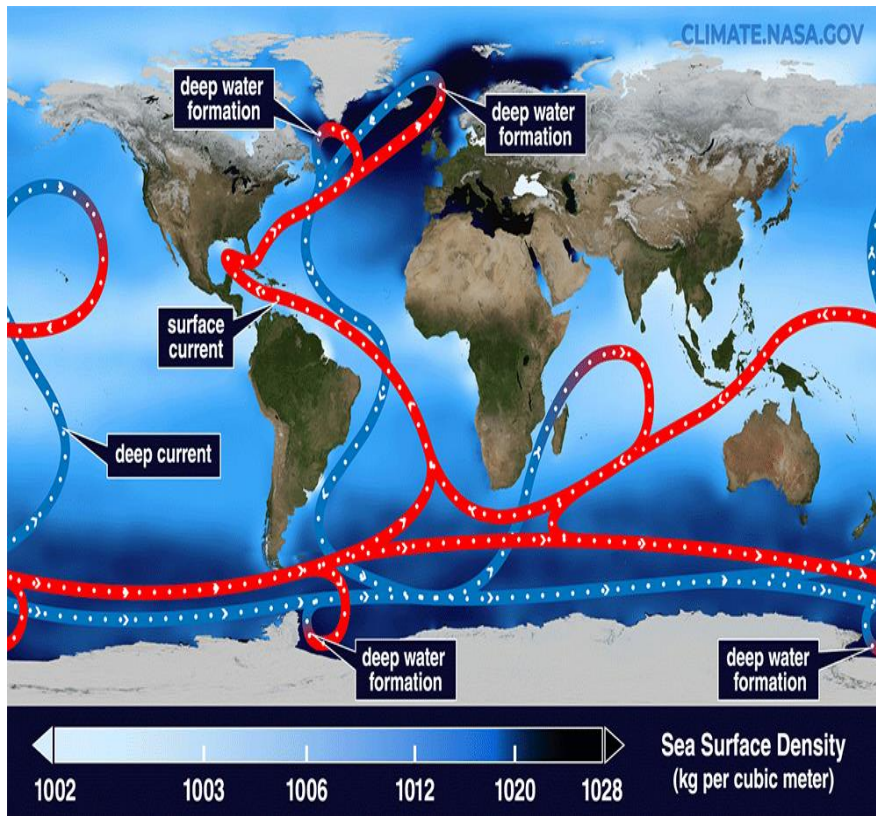 CLIMATE.NASA.GOV
deep water
formation
deep water
formation
surface
current
deep current
deep water
formation
deep water
formation
1002
1003
1006
1012
1020
1028
Sea Surface Density
(kg per cubic meter)